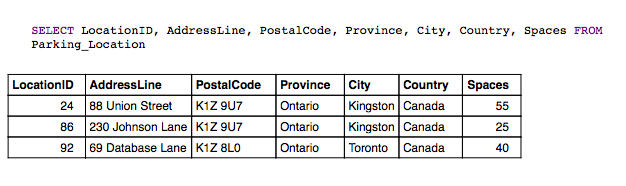 SELECT LocationID, AddressLine, PostalCode, Province, City, Country, Spaces FROM
Parking_Location
LocationID AddressLine PostalCode Province City Country Spaces
24 88 Union Street K1Z 9U7 Ontario Kingston Canada 55
86 230 Johnson Lane K1Z 9U7 Ontario Kingston Canada 25
92 69 Database Lane K1Z 8L0 Ontario Toronto Canada 40